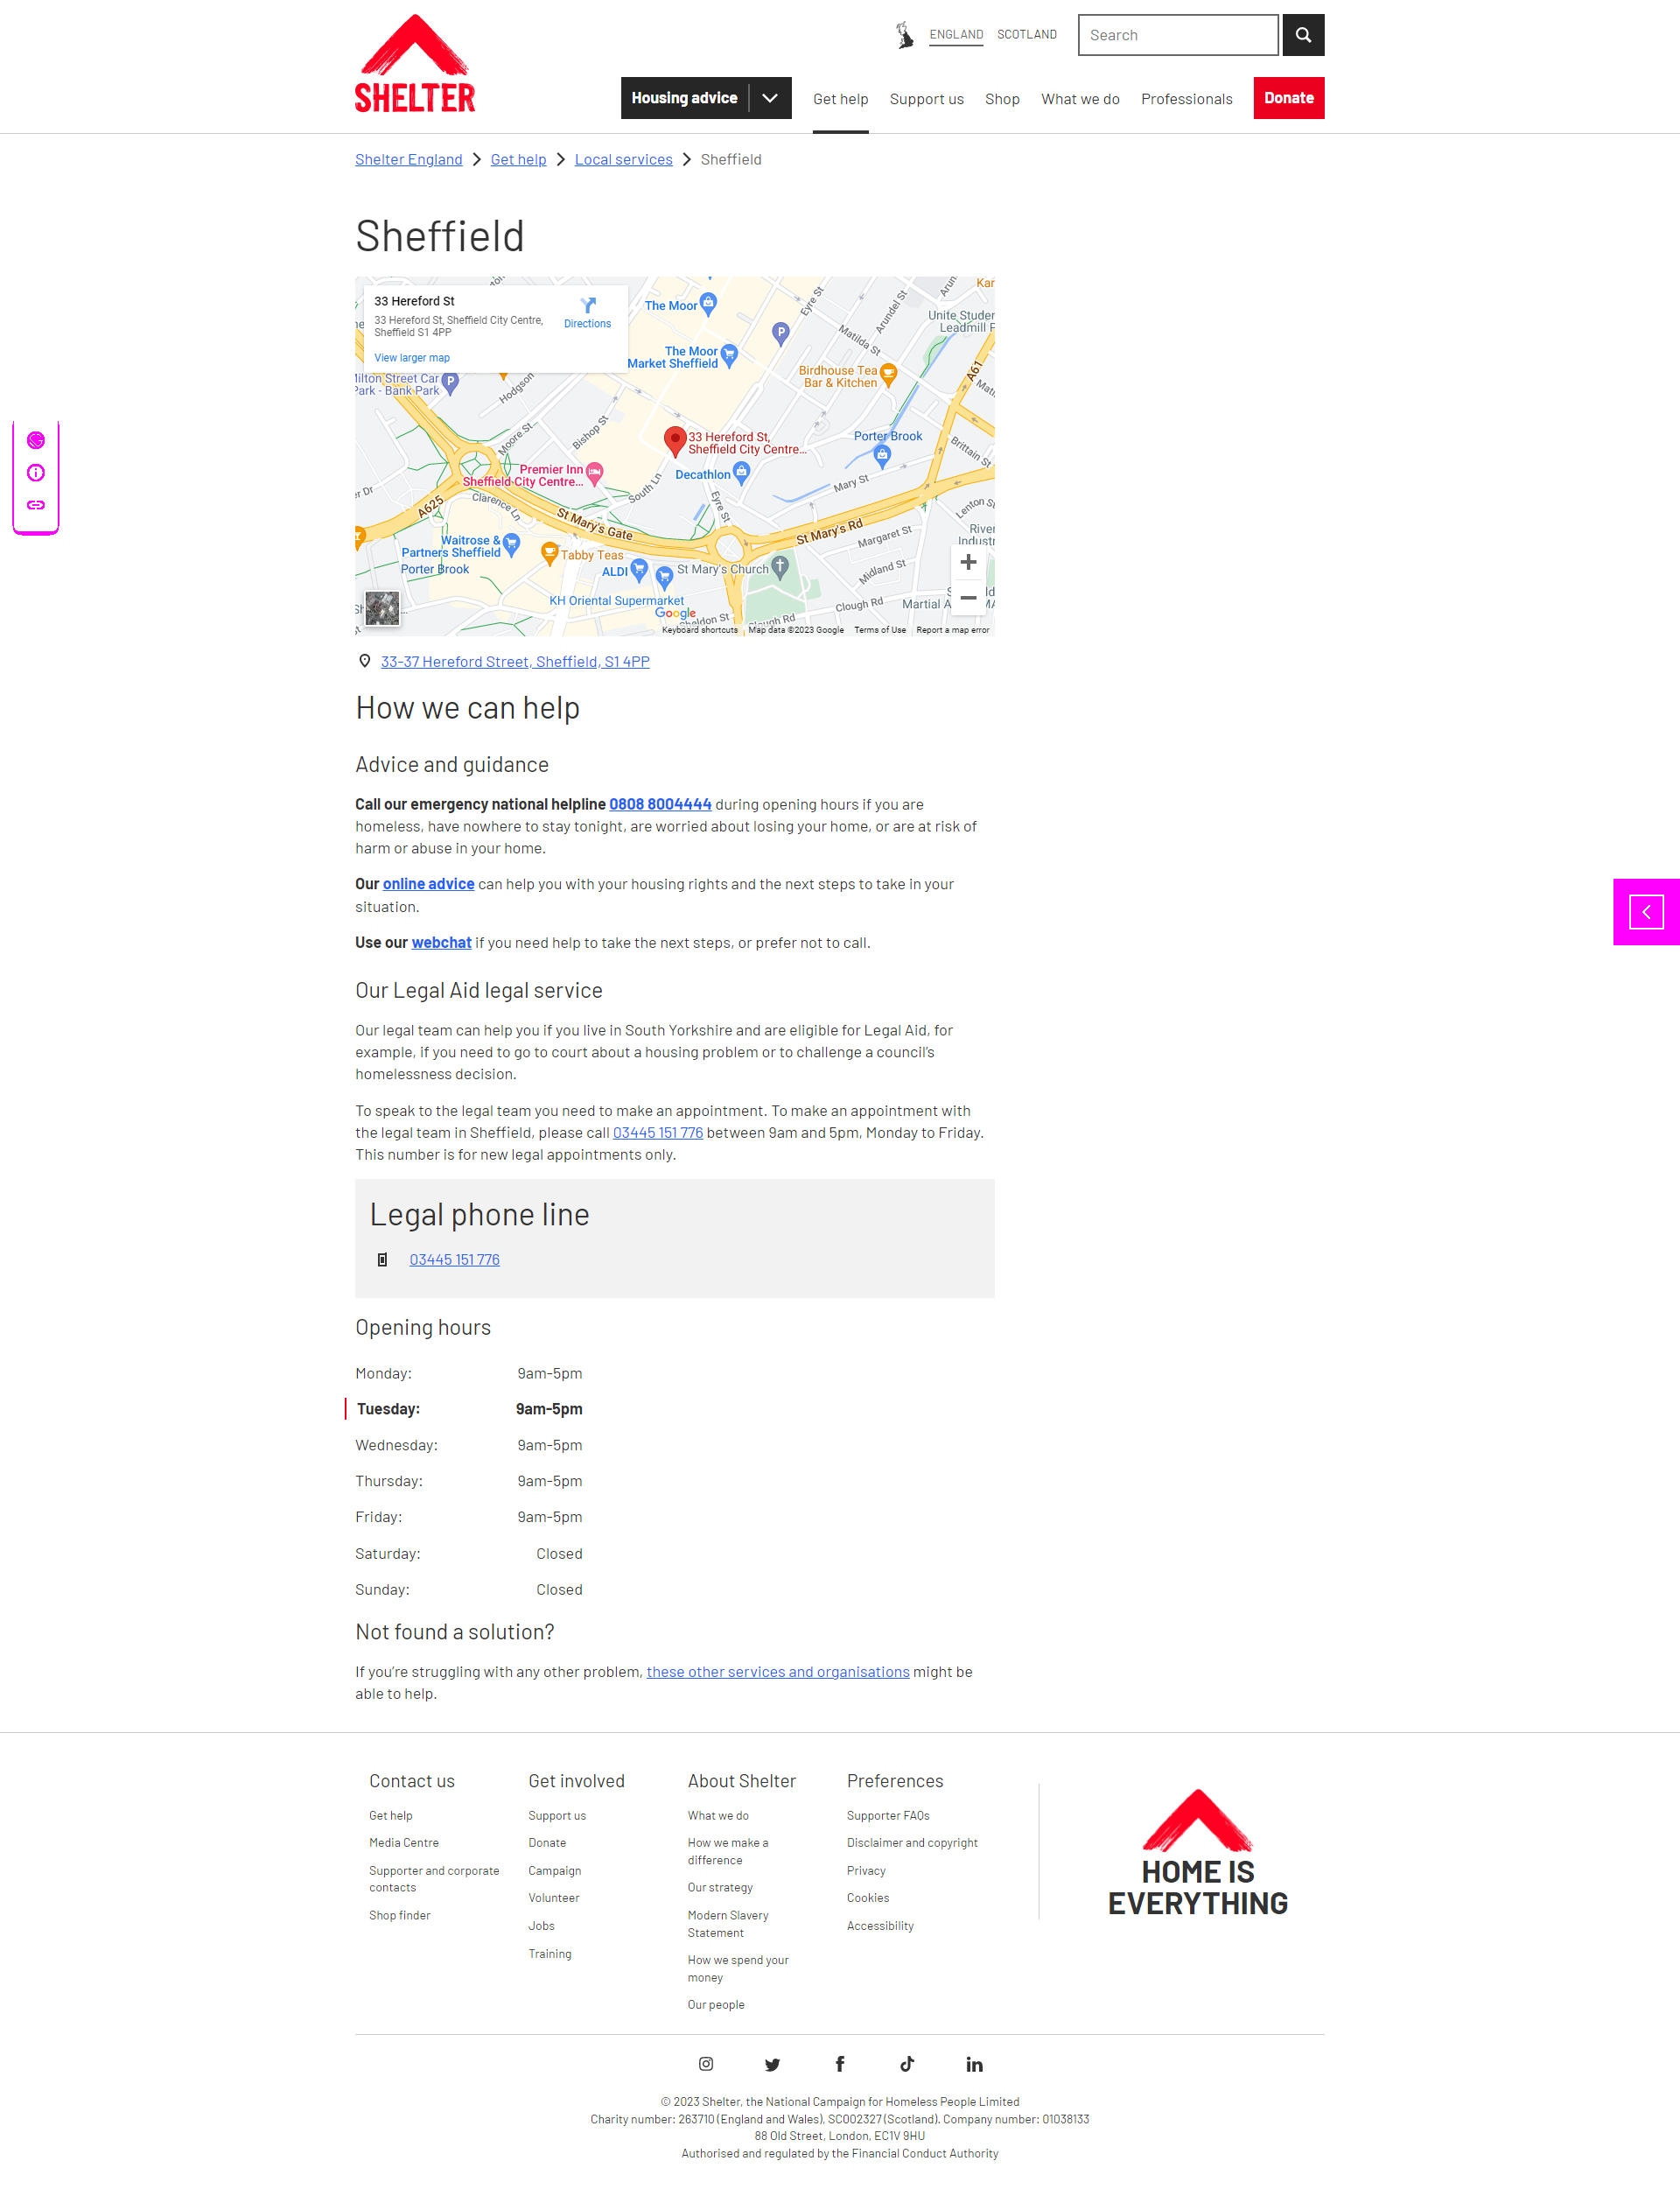 SHELTER
ENGLAND
SCOTLAND
Search
Housing advice
Get help
Support us
Shop
What we do
Professionals
Donate
Shelter England
Get help
Local services
Sheffield
Sheffield
33 Hereford St
33 Hereford St, Sheffield City Centre,
Sheffield S1 4PP
Directions
View larger map
The Moor
The Moor
Market Sheffield
Eyre St
Arundel St
Matilda St
Unite Studen
Leadmill R
Birdhouse Tea
Bar & Kitchen
A61
Milton Street Car
Park - Bank Park
Hodgson
Moore St
Bishop St
33 Hereford St,
Sheffield City Centre...
Porter Brook
Brittain St
Premier Inn
Sheffield City Centre...
Decathlon
Mary St
South Ln
Eyre St
Clarence Ln
A625
St Mary's Gate
St Mary's Rd
Lenton St
Margaret St
River
Industr
Waitrose &
Partners Sheffield
Tabby Teas
Porter Brook
ALDI
St Mary's Church
Midland St
KH Oriental Supermarket
Clough Rd
Google
Keyboard shortcuts
Map data ©2023 Google
Terms of Use
Report a map error
33-37 Hereford Street, Sheffield, S1 4PP
How we can help
Advice and guidance
Call our emergency national helpline 0808 8004444 during opening hours if you are
homeless, have nowhere to stay tonight, are worried about losing your home, or are at risk of
harm or abuse in your home.
Our online advice can help you with your housing rights and the next steps to take in your
situation.
Use our webchat if you need help to take the next steps, or prefer not to call.
Our Legal Aid legal service
Our legal team can help you if you live in South Yorkshire and are eligible for Legal Aid, for
example, if you need to go to court about a housing problem or to challenge a council's
homelessness decision.
To speak to the legal team you need to make an appointment. To make an appointment with
the legal team in Sheffield, please call 03445 151 776 between 9am and 5pm, Monday to Friday.
This number is for new legal appointments only.
Legal phone line
03445 151 776
Opening hours
Monday: 9am-5pm
Tuesday: 9am-5pm
Wednesday: 9am-5pm
Thursday: 9am-5pm
Friday: 9am-5pm
Saturday: Closed
Sunday: Closed
Not found a solution?
If you're struggling with any other problem, these other services and organisations might be
able to help.
Contact us
Get help
Media Centre
Supporter and corporate
contacts
Shop finder
Get involved
Support us
Donate
Campaign
Volunteer
Jobs
Training
About Shelter
What we do
How we make a
difference
Our strategy
Modern Slavery
Statement
How we spend your
money
Our people
Preferences
Supporter FAQs
Disclaimer and copyright
Privacy
Cookies
Accessibility
HOME IS
EVERYTHING
© 2023 Shelter, the National Campaign for Homeless People Limited
Charity number: 263710 (England and Wales), SC002327 (Scotland). Company number: 01038133
88 Old Street, London, EC1V 9HU
Authorised and regulated by the Financial Conduct Authority